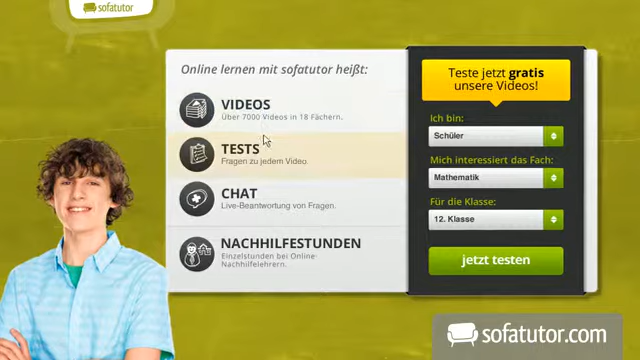 sofatutor
Online lernen mit sofatutor heißt:
VIDEOS
Über 7000 Videos in 18 Fächern.
TESTS
Fragen zu jedem Video.
CHAT
Live-Beantwortung von Fragen.
NACHHILFESTUNDEN
Einzelstunden bei Online-
Nachhilfelehrern.
Teste jetzt gratis
unsere Videos!
Ich bin:
Schüler
Mich interessiert das Fach:
Mathematik
Für die Klasse:
12. Klasse
jetzt testen
sofatutor.com